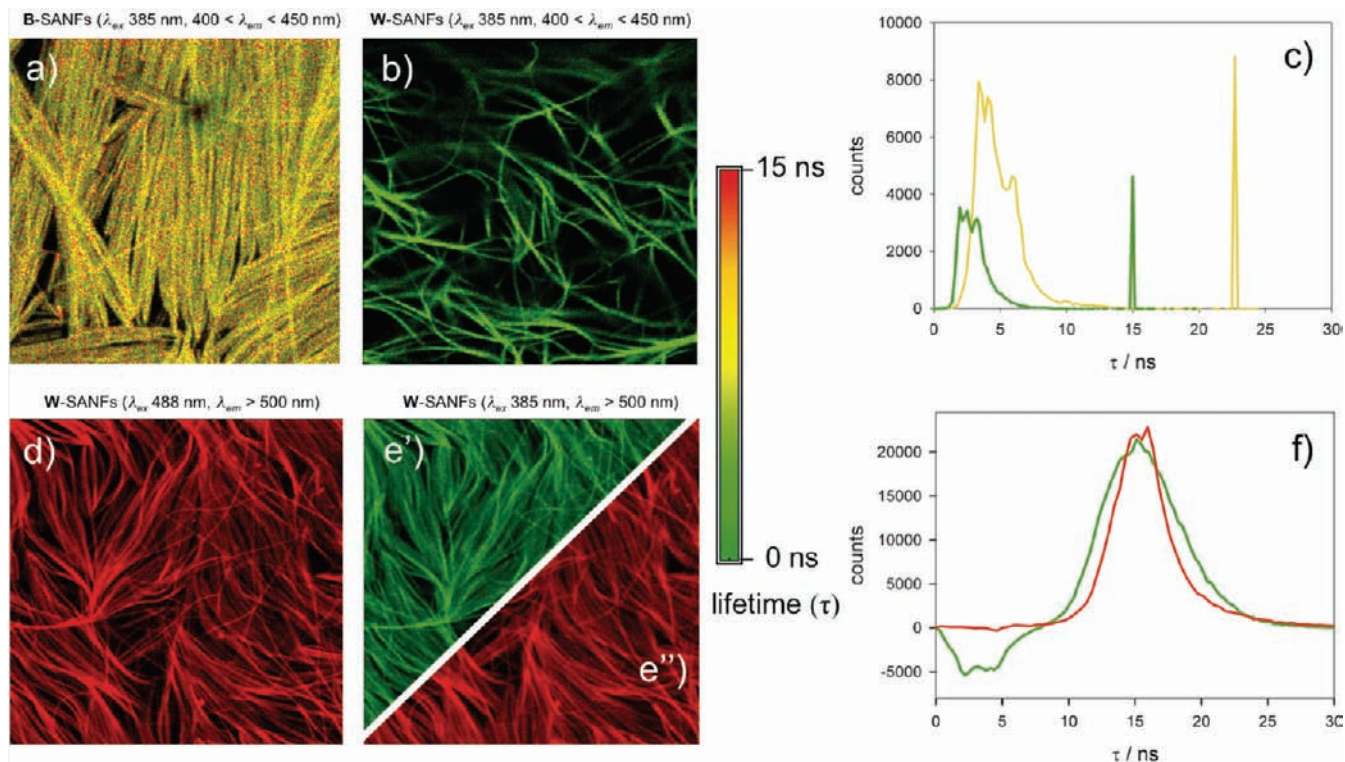 B-SANFs (λex 385 nm, 400 < λem < 450 nm)
W-SANFs (λex 385 nm, 400 < λem < 450 nm)
a)
b)
15 ns
0 ns
lifetime (τ)
c)
counts
10000
8000
6000
4000
2000
0
0 5 10 15 20 25 30
τ / ns
W-SANFs (λex 488 nm, λem > 500 nm)
W-SANFs (λex 385 nm, λem > 500 nm)
d)
e')
e'')
f)
counts
20000
15000
10000
5000
0
-5000
0 5 10 15 20 25 30
τ / ns